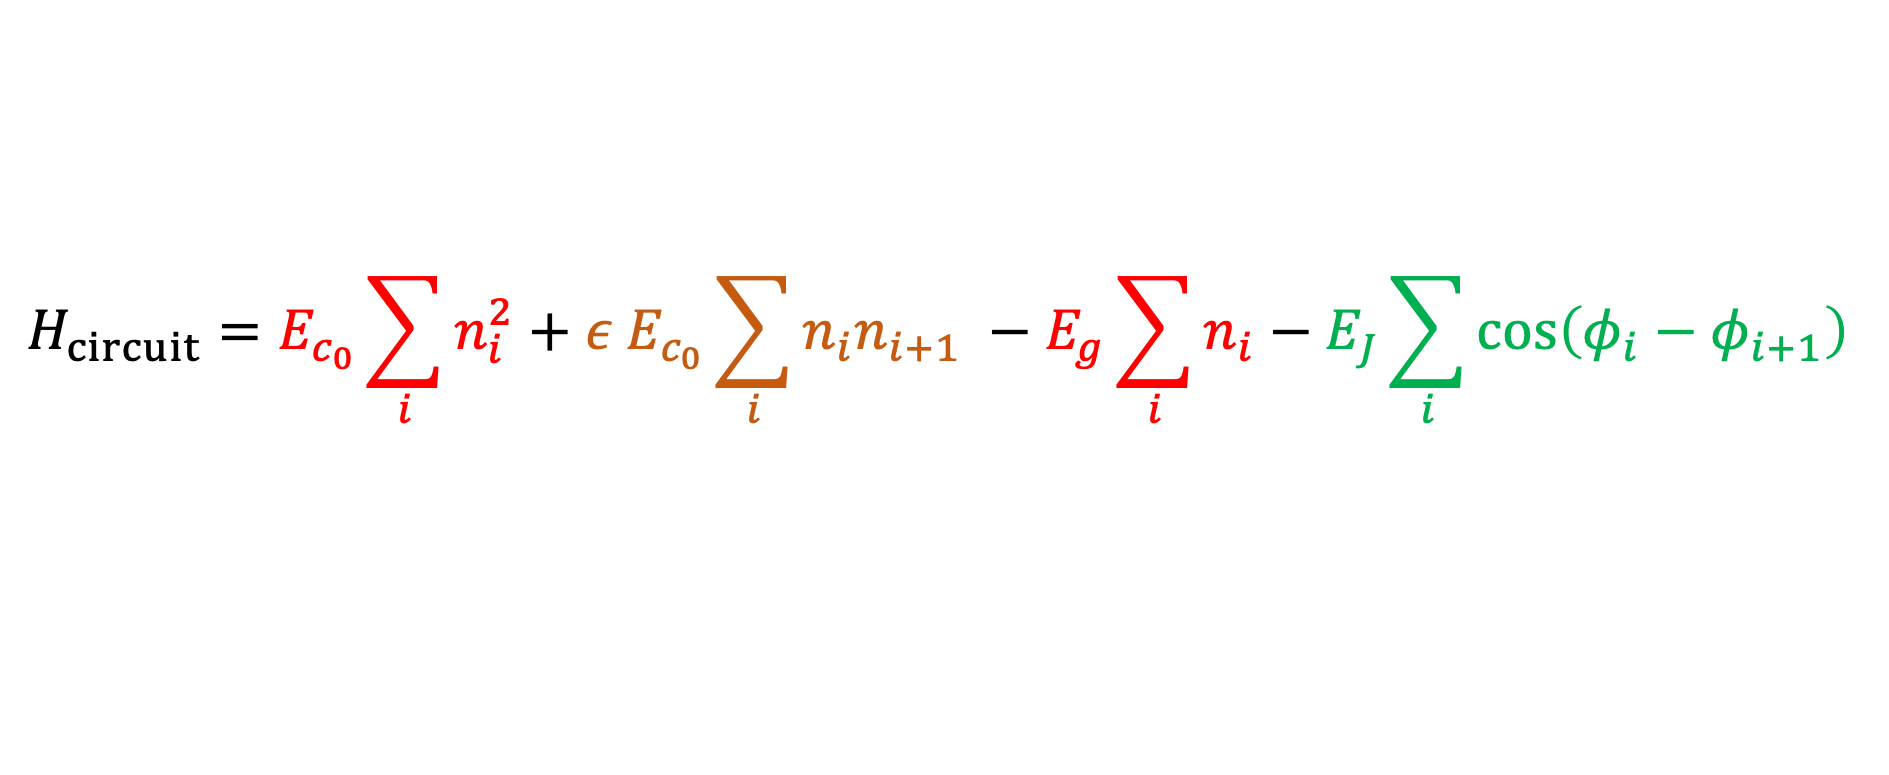 H_circuit = E_{c_0} ∑_i n_i^2 + ϵ E_{c_0} ∑_i n_i n_{i+1} − E_g ∑_i n_i − E_J ∑_i cos(ϕ_i − ϕ_{i+1})